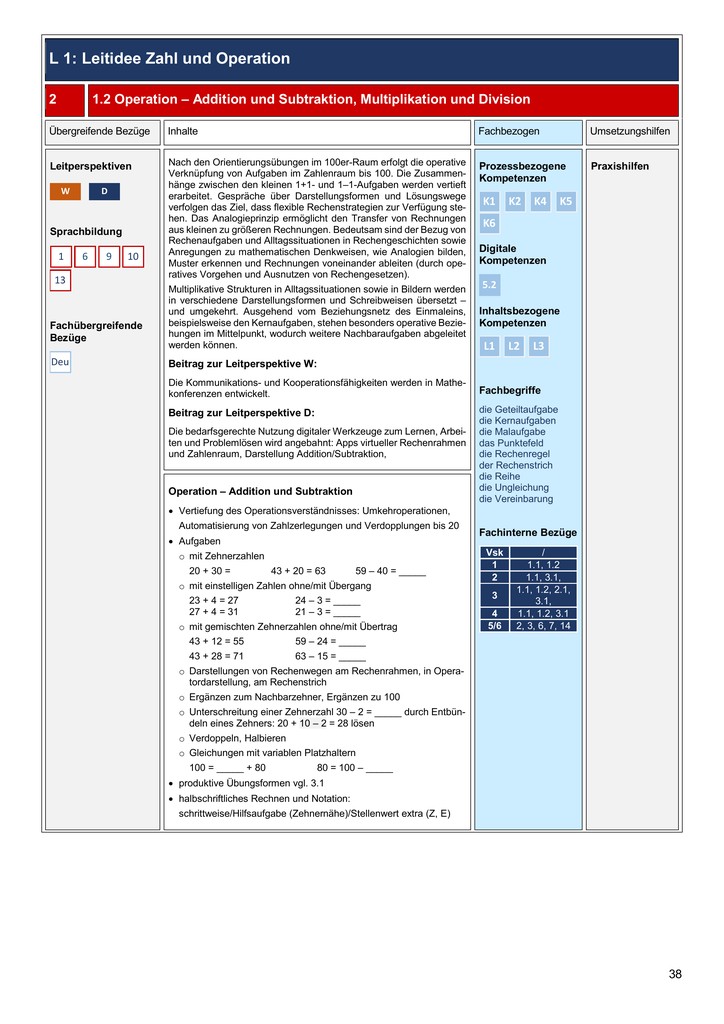 L 1: Leitidee Zahl und Operation
2
1.2 Operation – Addition und Subtraktion, Multiplikation und Division
Übergreifende Bezüge
Inhalte
Fachbezogen
Umsetzungshilfen
Leitperspektiven
W D
Sprachbildung
1 6 9 10
13
Fachübergreifende
Bezüge
Deu
Nach den Orientierungsübungen im 100er-Raum erfolgt die operative
Verknüpfung von Aufgaben im Zahlenraum bis 100. Die Zusammen-
hänge zwischen den kleinen 1+1- und 1–1-Aufgaben werden vertieft
erarbeitet. Gespräche über Darstellungsformen und Lösungswege
verfolgen das Ziel, dass flexible Rechenstrategien zur Verfügung ste-
hen. Das Analogieprinzip ermöglicht den Transfer von Rechnungen
aus kleinen zu größeren Rechnungen. Bedeutsam sind der Bezug von
Rechenaufgaben und Alltagssituationen in Rechengeschichten sowie
Anregungen zu mathematischen Denkweisen, wie Analogien bilden,
Muster erkennen und Rechnungen voneinander ableiten (durch ope-
ratives Vorgehen und Ausnutzen von Rechengesetzen).
Multiplikative Strukturen in Alltagssituationen sowie in Bildern werden
in verschiedene Darstellungsformen und Schreibweisen übersetzt –
und umgekehrt. Ausgehend vom Beziehungsnetz des Einmaleins,
beispielsweise den Kernaufgaben, stehen besonders operative Bezie-
hungen im Mittelpunkt, wodurch weitere Nachbaraufgaben abgeleitet
werden können.
Beitrag zur Leitperspektive W:
Die Kommunikations- und Kooperationsfähigkeiten werden in Mathe-
konferenzen entwickelt.
Beitrag zur Leitperspektive D:
Die bedarfsgerechte Nutzung digitaler Werkzeuge zum Lernen, Arbei-
ten und Problemlösen wird angebahnt: Apps virtueller Rechenrahmen
und Zahlenraum, Darstellung Addition/Subtraktion,
Operation – Addition und Subtraktion
• Vertiefung des Operationsverständnisses: Umkehroperationen,
Automatisierung von Zahlzerlegungen und Verdopplungen bis 20
• Aufgaben
o mit Zehnerzahlen
20 + 30 = 43 + 20 = 63 59 – 40 = _____
o mit einstelligen Zahlen ohne/mit Übergang
23 + 4 = 27 24 – 3 = _____
27 + 4 = 31 21 – 3 = _____
o mit gemischten Zehnerzahlen ohne/mit Übertrag
43 + 12 = 55 59 – 24 = _____
43 + 28 = 71 63 – 15 = _____
o Darstellungen von Rechenwegen am Rechenrahmen, in Opera-
tordarstellung, am Rechenstrich
o Ergänzen zum Nachbarzehner, Ergänzen zu 100
o Unterschreitung einer Zehnerzahl 30 – 2 = _____ durch Entbün-
deln eines Zehners: 20 + 10 – 2 = 28 lösen
o Verdoppeln, Halbieren
o Gleichungen mit variablen Platzhaltern
100 = _____ + 80 80 = 100 – _____
• produktive Übungsformen vgl. 3.1
• halbschriftliches Rechnen und Notation:
schrittweise/Hilfsaufgabe (Zehnernähe)/Stellenwert extra (Z, E)
Prozessbezogene
Kompetenzen
K1 K2 K4 K5
K6
Digitale
Kompetenzen
5.2
Inhaltsbezogene
Kompetenzen
L1 L2 L3
Fachbegriffe
die Geteiltaufgabe
die Kernaufgaben
die Malaufgabe
das Punktefeld
die Rechenregel
der Rechenstrich
die Reihe
die Ungleichung
die Vereinbarung
Fachinterne Bezüge
Vsk /
1 1.1, 1.2
2 1.1, 3.1,
3 1.1, 1.2, 2.1,
3.1,
4 1.1, 1.2, 3.1
5/6 2, 3, 6, 7, 14
Praxishilfen
38